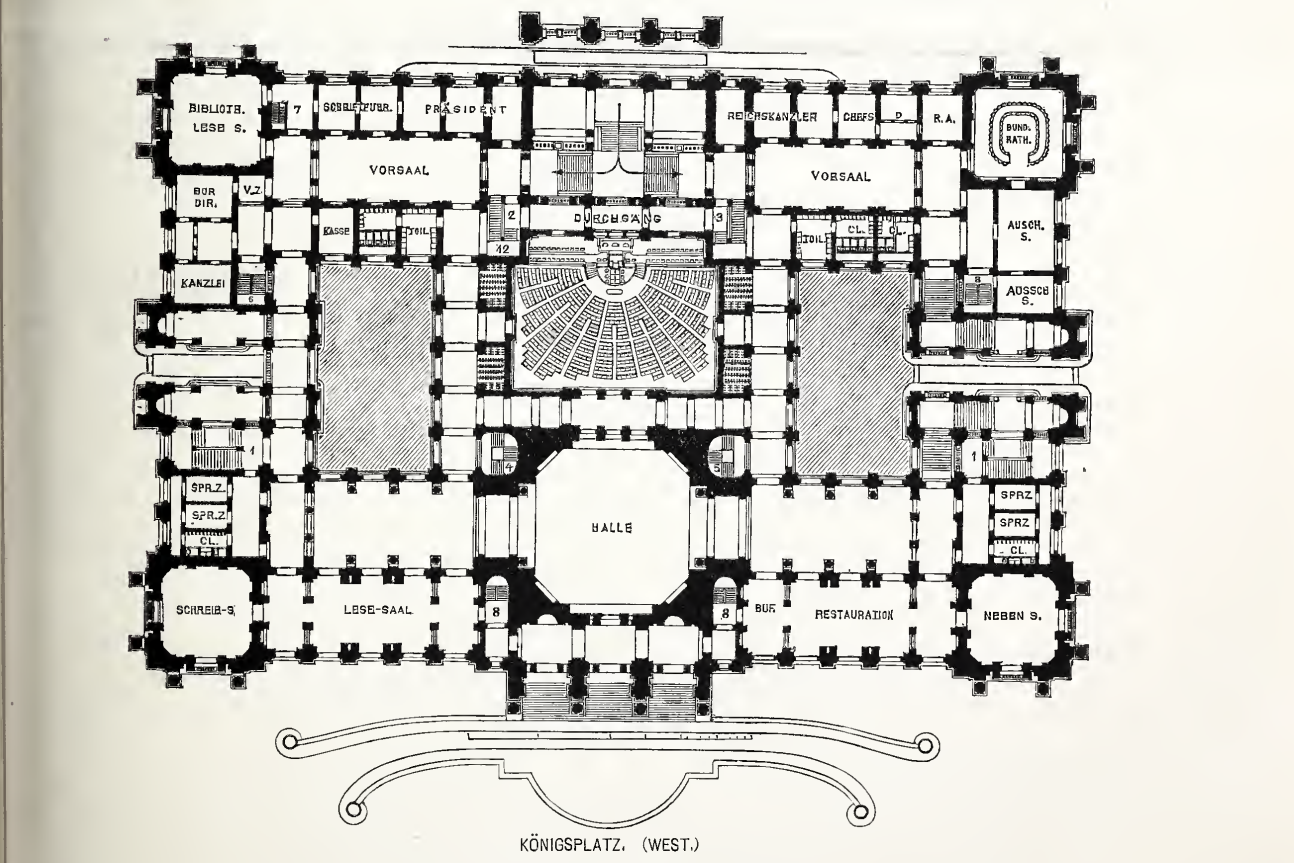 BIBLIOTH.
LESE S.
7
SCHRIFTFUHR.
PRÄSIDENT
REICHSKANZLER
CHEFS
D
R.A.
BUND.
RATH.
VORSAAL
VORSAAL
BUR
DIR.
V.Z
2
DURCHGANG
3
KASSE
TOIL.
TOIL.
CL.
CL.
AUSCH.
S.
12
KANZLEI
6
8
AUSSCH
S.
1
4
5
1
SPR.Z
SPR.Z
CL.
HALLE
SPRZ
SPRZ
CL.
SCHREIB-S.
LESE-SAAL
8
8
BUF.
RESTAURATION
NEBEN S.
KÖNIGSPLATZ. (WEST.)